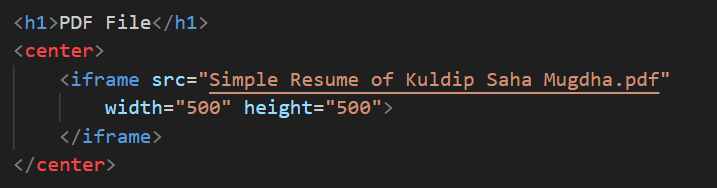 <h1>PDF File</h1>
<center>
    <iframe src="Simple Resume of Kuldip Saha Mugdha.pdf"
        width="500" height="500">
    </iframe>
</center>